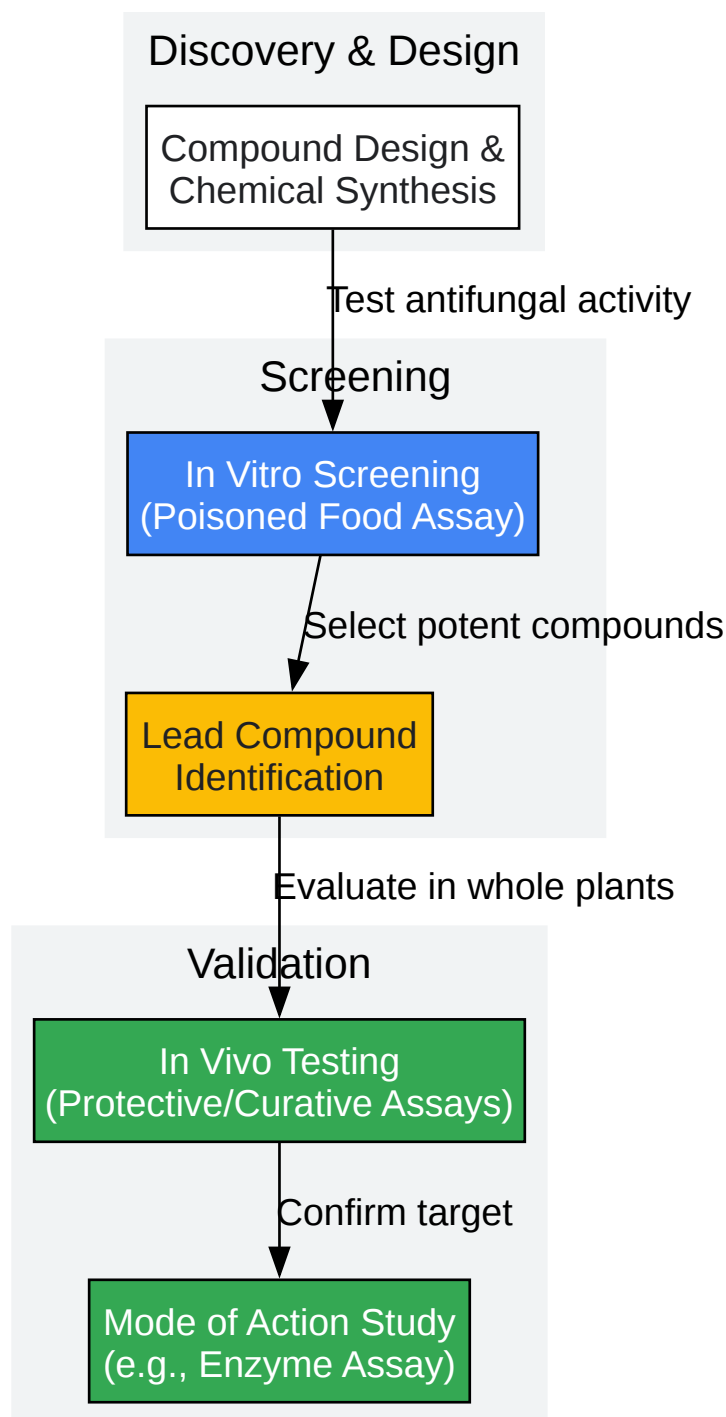 Discovery & Design
Compound Design &
Chemical Synthesis
Test antifungal activity
Screening
In Vitro Screening
(Poisoned Food Assay)
Select potent compounds
Lead Compound
Identification
Evaluate in whole plants
Validation
In Vivo Testing
(Protective/Curative Assays)
Confirm target
Mode of Action Study
(e.g., Enzyme Assay)